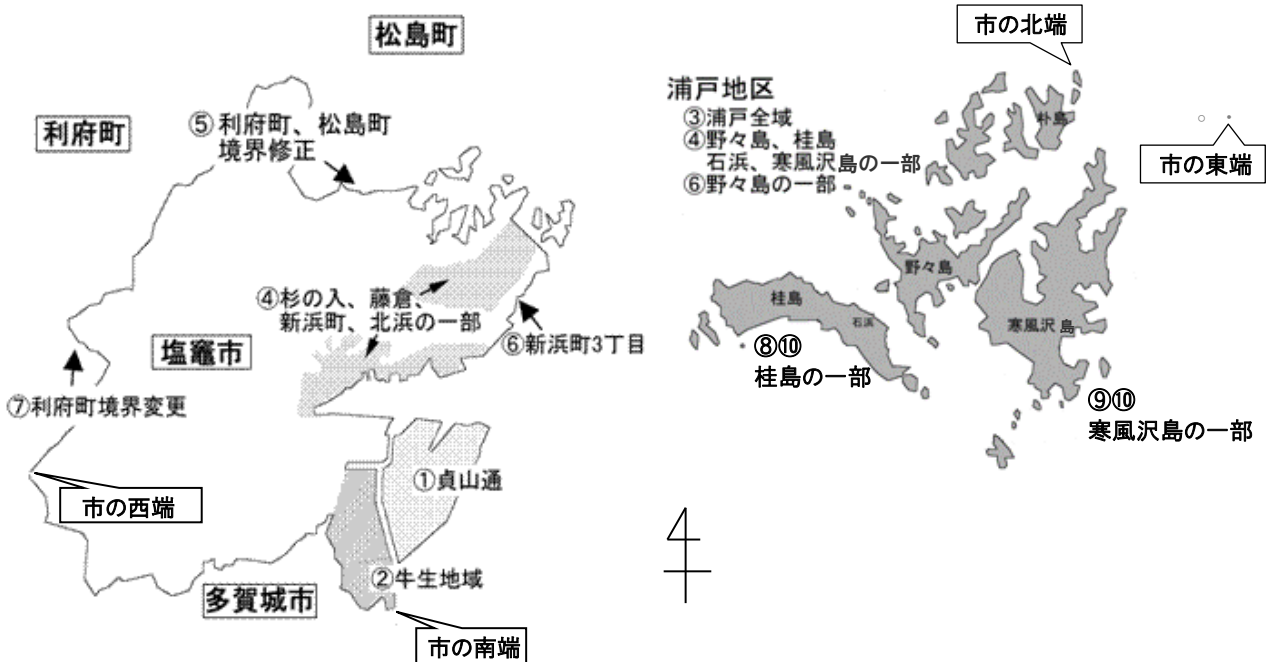 松島町
利府町
⑤利府町、松島町
境界修正
④杉の入、藤倉、
新浜町、北浜の一部
⑥新浜町3丁目
塩竈市
⑦利府町境界変更
①貞山通
市の西端
②牛生地域
多賀城市
市の南端
市の北端
浦戸地区
③浦戸全域
④野々島、桂島
石浜、寒風沢島の一部
⑥野々島の一部
朴島
市の東端
野々島
桂島
石浜
寒風沢島
⑧⑩
桂島の一部
⑨⑩
寒風沢島の一部